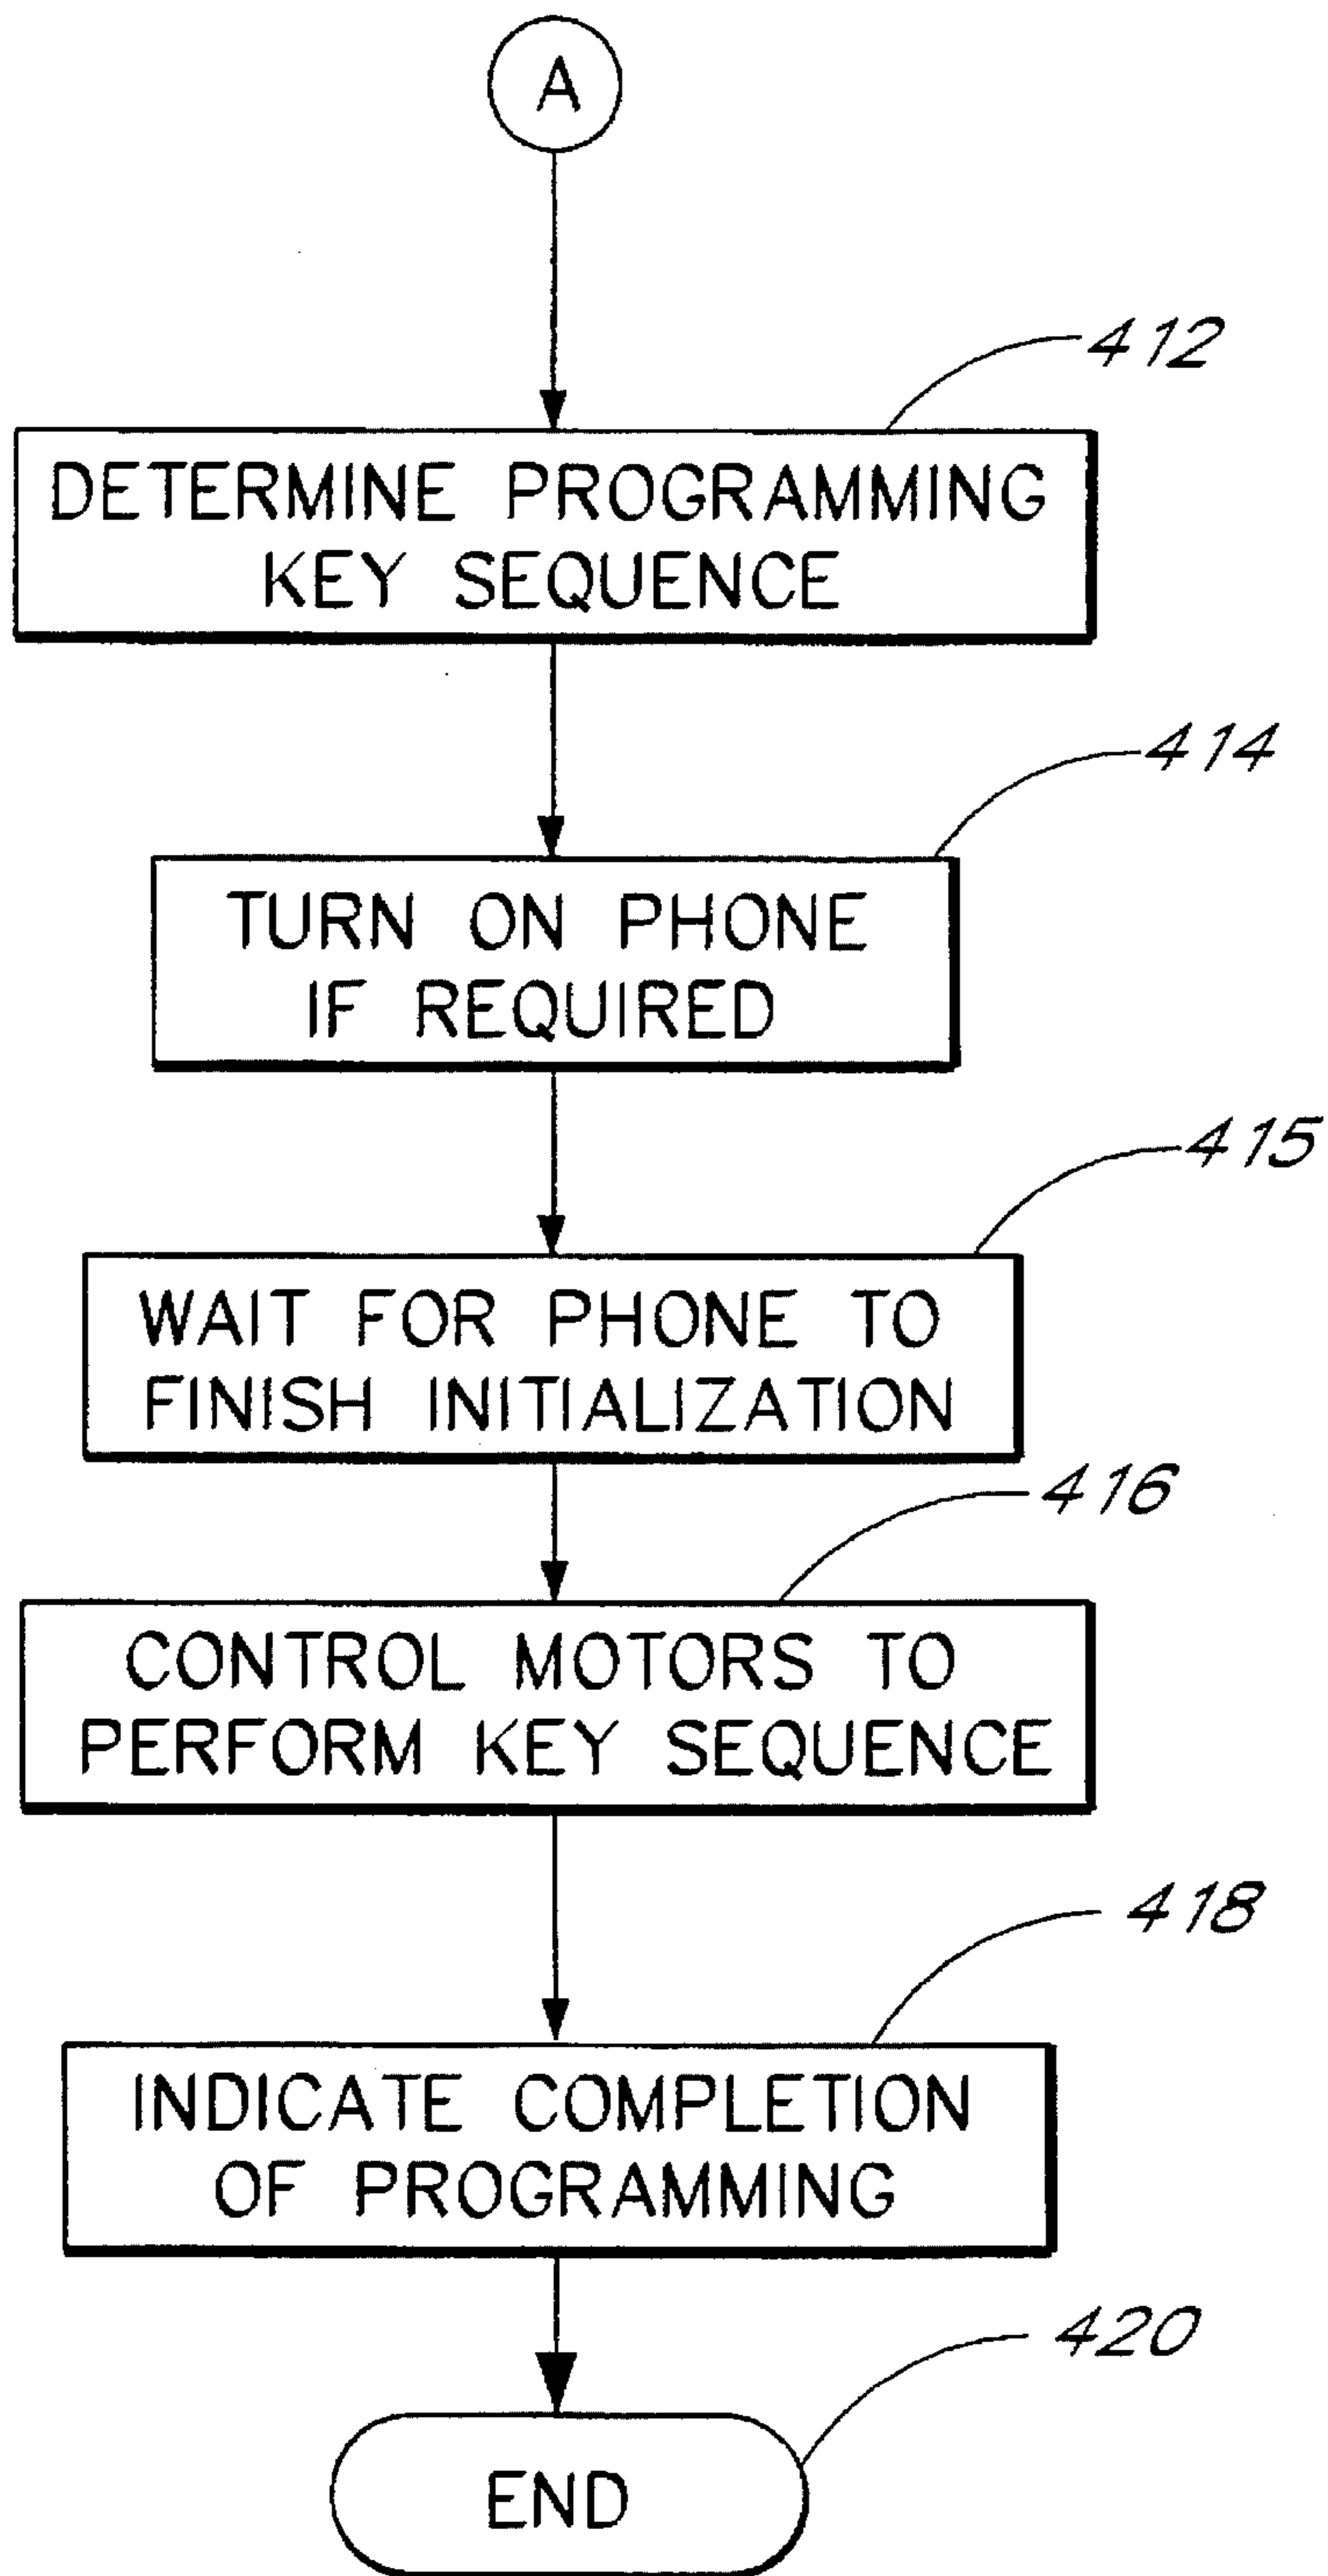 A
412
DETERMINE PROGRAMMING
KEY SEQUENCE
414
TURN ON PHONE
IF REQUIRED
415
WAIT FOR PHONE TO
FINISH INITIALIZATION
416
CONTROL MOTORS TO
PERFORM KEY SEQUENCE
418
INDICATE COMPLETION
OF PROGRAMMING
420
END